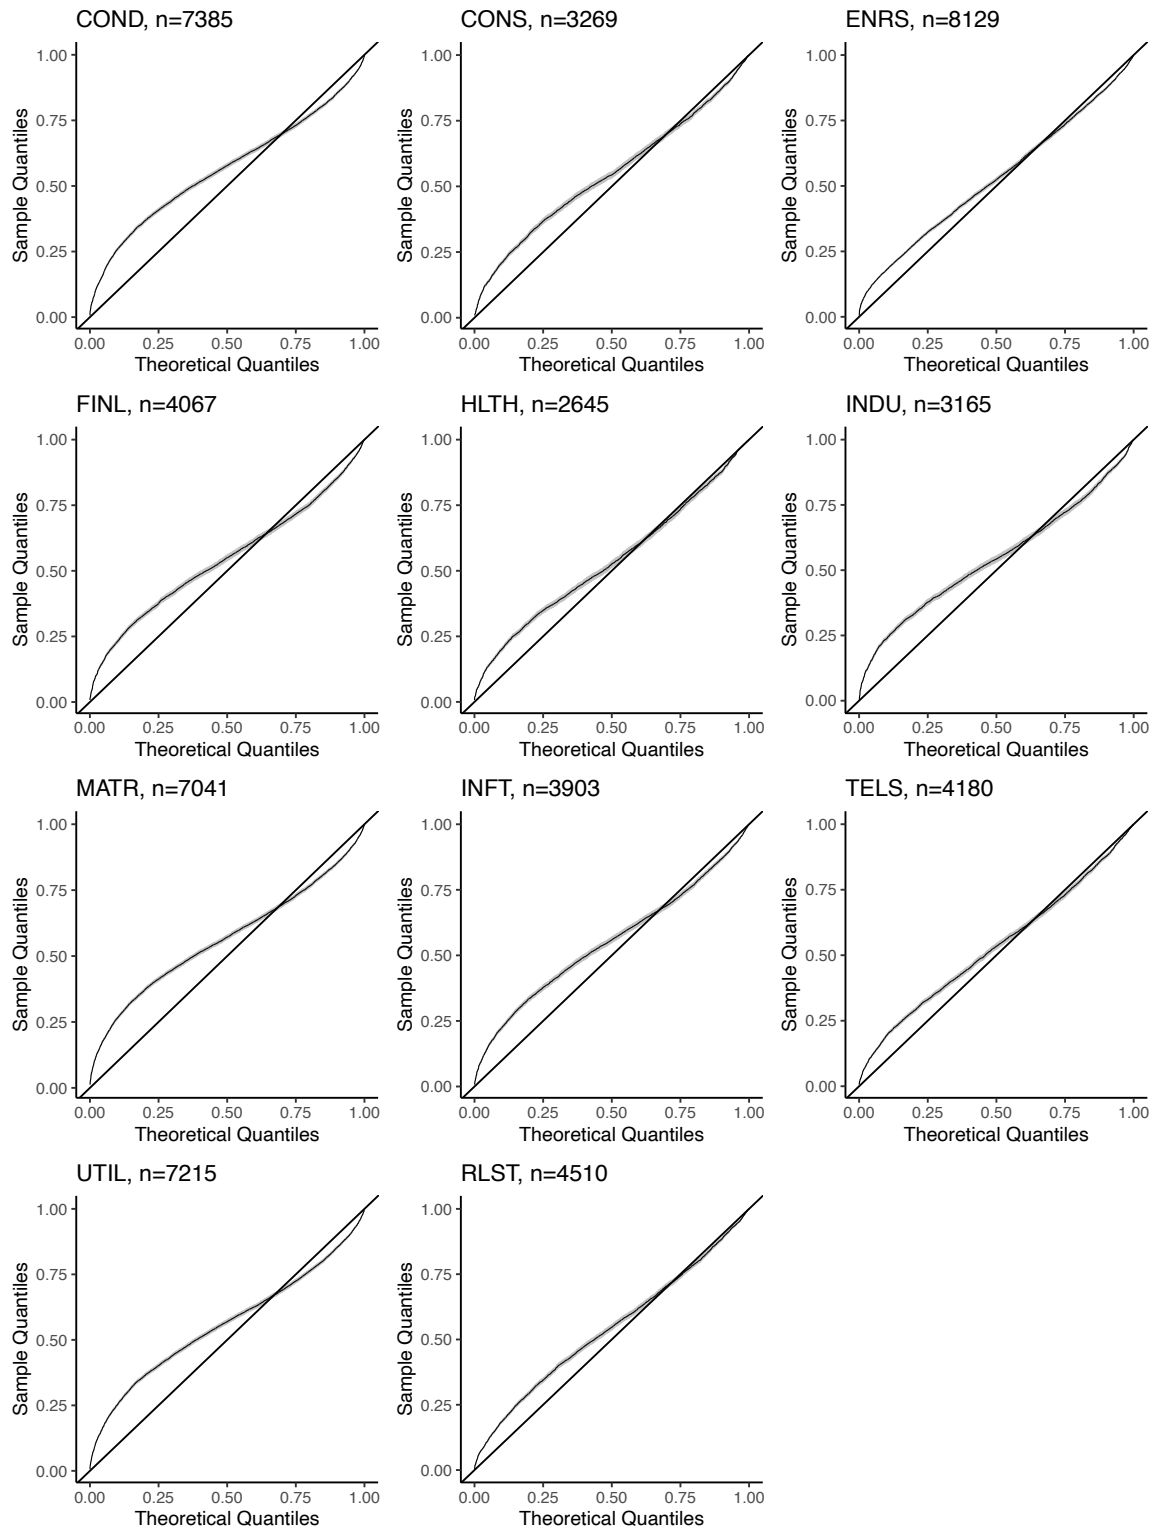 COND, n=7385
1.00
0.75
0.50
0.25
0.00
Sample Quantiles
0.00 0.25 0.50 0.75 1.00
Theoretical Quantiles
CONS, n=3269
1.00
0.75
0.50
0.25
0.00
Sample Quantiles
0.00 0.25 0.50 0.75 1.00
Theoretical Quantiles
ENRS, n=8129
1.00
0.75
0.50
0.25
0.00
Sample Quantiles
0.00 0.25 0.50 0.75 1.00
Theoretical Quantiles
FINL, n=4067
1.00
0.75
0.50
0.25
0.00
Sample Quantiles
0.00 0.25 0.50 0.75 1.00
Theoretical Quantiles
HLTH, n=2645
1.00
0.75
0.50
0.25
0.00
Sample Quantiles
0.00 0.25 0.50 0.75 1.00
Theoretical Quantiles
INDU, n=3165
1.00
0.75
0.50
0.25
0.00
Sample Quantiles
0.00 0.25 0.50 0.75 1.00
Theoretical Quantiles
MATR, n=7041
1.00
0.75
0.50
0.25
0.00
Sample Quantiles
0.00 0.25 0.50 0.75 1.00
Theoretical Quantiles
INFT, n=3903
1.00
0.75
0.50
0.25
0.00
Sample Quantiles
0.00 0.25 0.50 0.75 1.00
Theoretical Quantiles
TELS, n=4180
1.00
0.75
0.50
0.25
0.00
Sample Quantiles
0.00 0.25 0.50 0.75 1.00
Theoretical Quantiles
UTIL, n=7215
1.00
0.75
0.50
0.25
0.00
Sample Quantiles
0.00 0.25 0.50 0.75 1.00
Theoretical Quantiles
RLST, n=4510
1.00
0.75
0.50
0.25
0.00
Sample Quantiles
0.00 0.25 0.50 0.75 1.00
Theoretical Quantiles